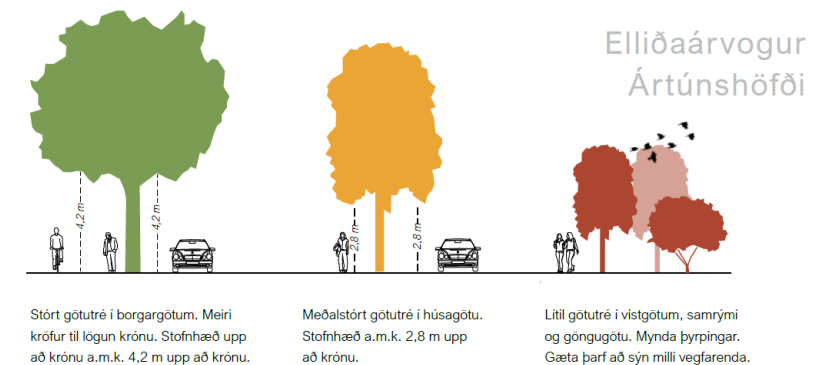 Elliðaárvogur
Ártúnshöfði
4,2 m
4,2 m
2,8 m
2,8 m
Stórt götutré í borgargötum. Meiri
kröfur til lögun krónu. Stofnhæð upp
að krónu a.m.k. 4,2 m upp að krónu.
Meðalstórt götutré í húsagötu.
Stofnhæð a.m.k. 2,8 m upp
að krónu.
Lítil götutré í vistgötum, samrými
og göngugötu. Mynda þyrpingar.
Gæta þarf að sýn milli vegfarenda.